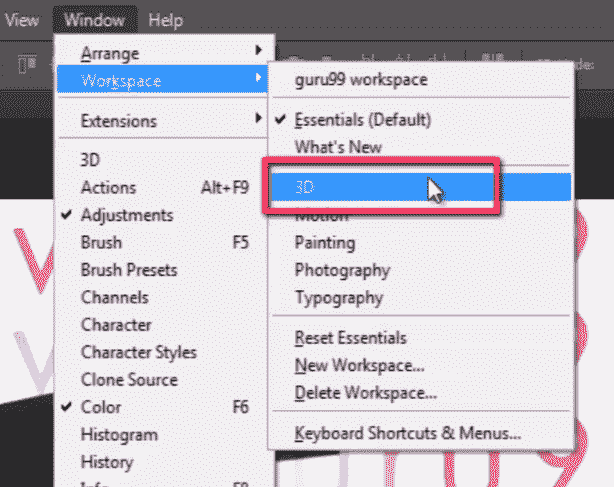 View Window Help
Arrange
Workspace
Extensions
3D
Actions Alt+F9
Adjustments
Brush F5
Brush Presets
Channels
Character
Character Styles
Clone Source
Color F6
Histogram
History
Info F8
guru99 workspace
Essentials (Default)
What's New
3D
Motion
Painting
Photography
Typography
Reset Essentials
New Workspace...
Delete Workspace...
Keyboard Shortcuts & Menus...